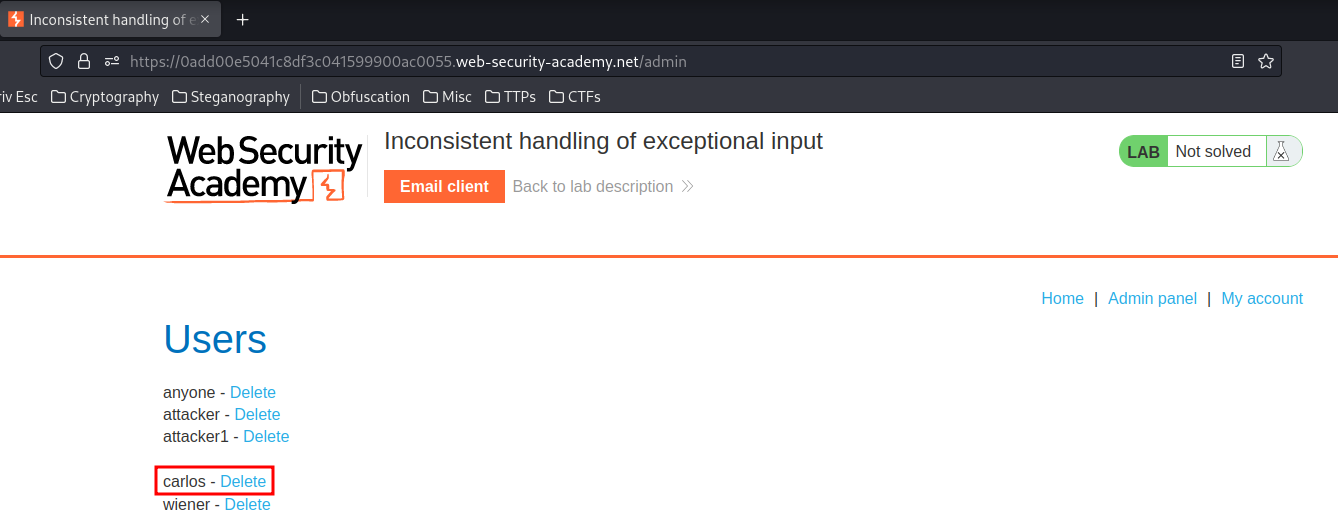 Inconsistent handling of e
https://0add00e5041c8df3c041599900ac0055.web-security-academy.net/admin
riv Esc Cryptography Steganography Obfuscation Misc TTPs CTFs
Web Security
Academy
Inconsistent handling of exceptional input
LAB Not solved
Email client Back to lab description
Home | Admin panel | My account
Users
anyone - Delete
attacker - Delete
attacker1 - Delete
carlos - Delete
wiener - Delete